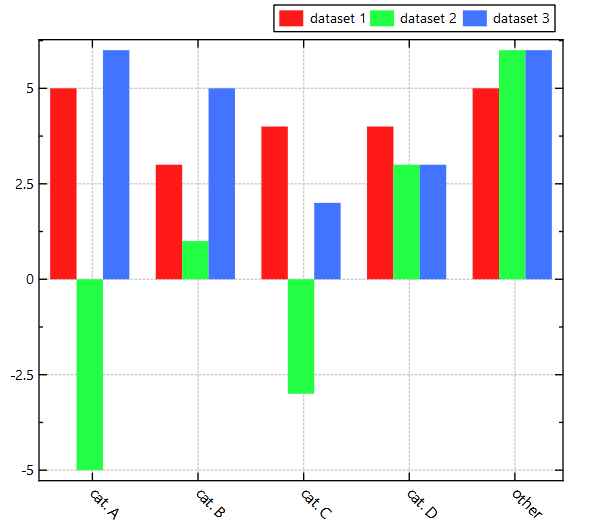 dataset 1 dataset 2 dataset 3
5
2.5
0
-2.5
-5
cat. A cat. B cat. C cat. D other